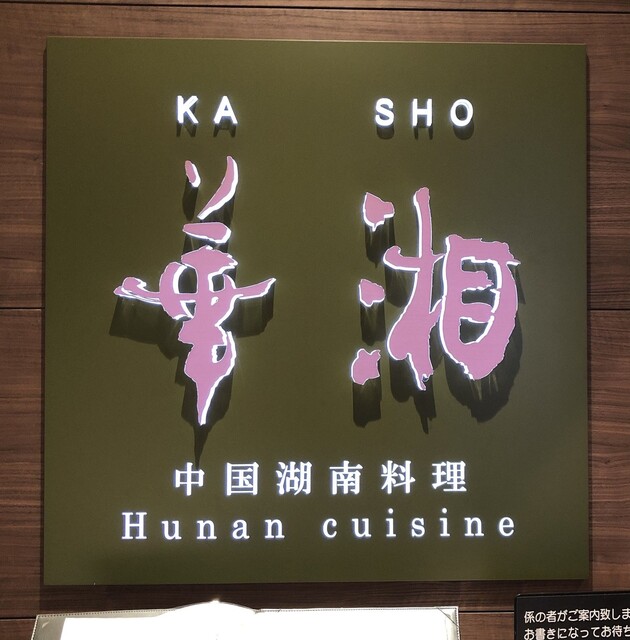 KA SHO
華湘
中国湖南料理
Hunan cuisine
係の者がご案内致しま
お書きになってお待ち